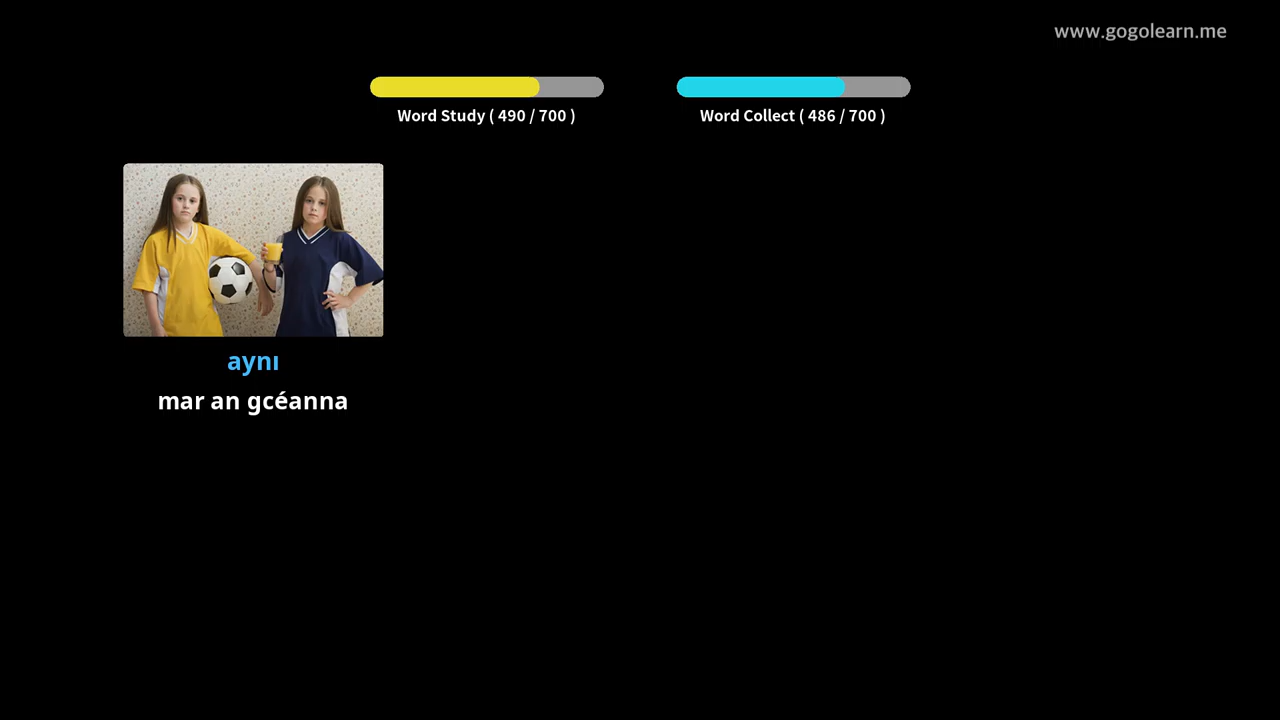 www.gogolearn.me
Word Study ( 490 / 700 )
Word Collect ( 486 / 700 )
aynı
mar an gcéanna